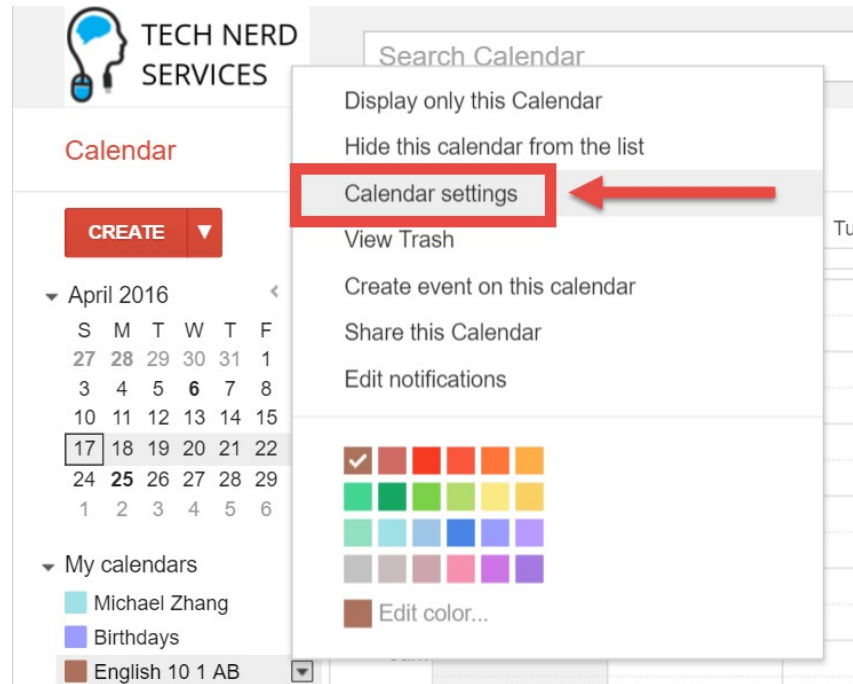 TECH NERD
SERVICES
Search Calendar
Calendar
CREATE
April 2016
S M T W T F
27 28 29 30 31 1
3 4 5 6 7 8
10 11 12 13 14 15
17 18 19 20 21 22
24 25 26 27 28 29
1 2 3 4 5 6
My calendars
Michael Zhang
Birthdays
English 10 1 AB
Display only this Calendar
Hide this calendar from the list
Calendar settings
View Trash
Create event on this calendar
Share this Calendar
Edit notifications
Edit color...
Tu